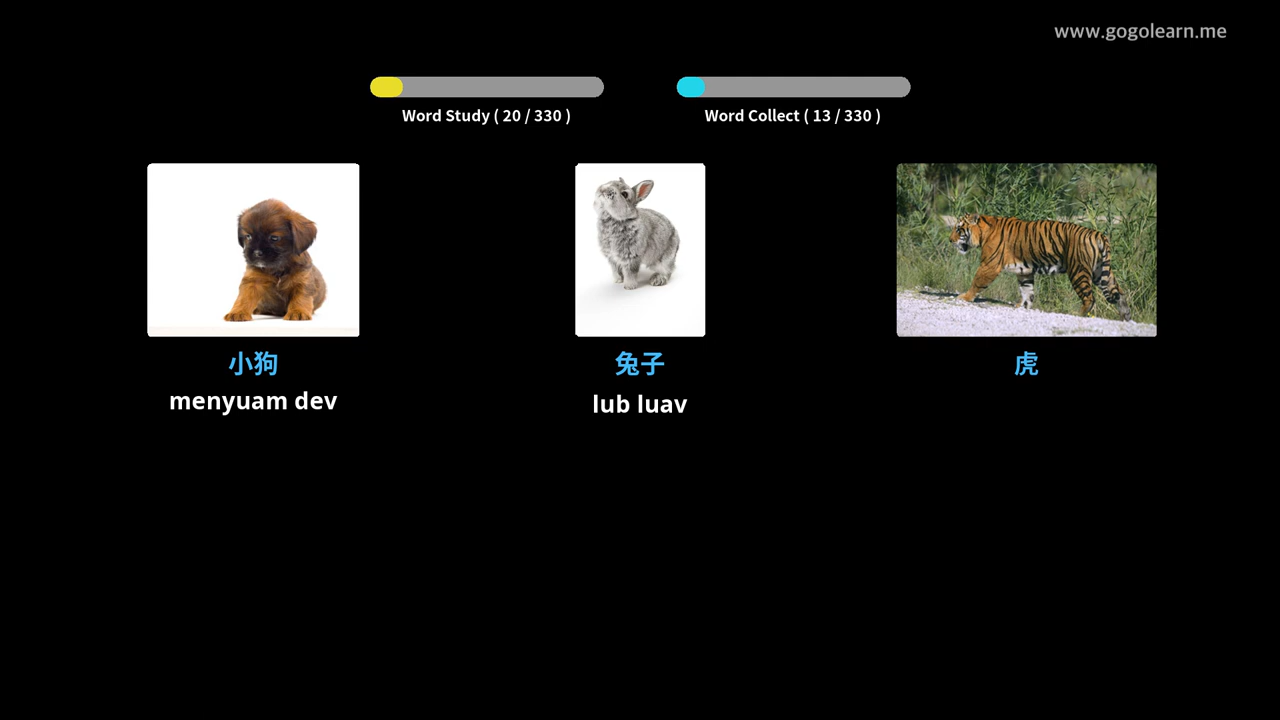 www.gogolearn.me
Word Study ( 20 / 330 )
Word Collect ( 13 / 330 )
小狗
menyuam dev
兔子
lub luav
虎